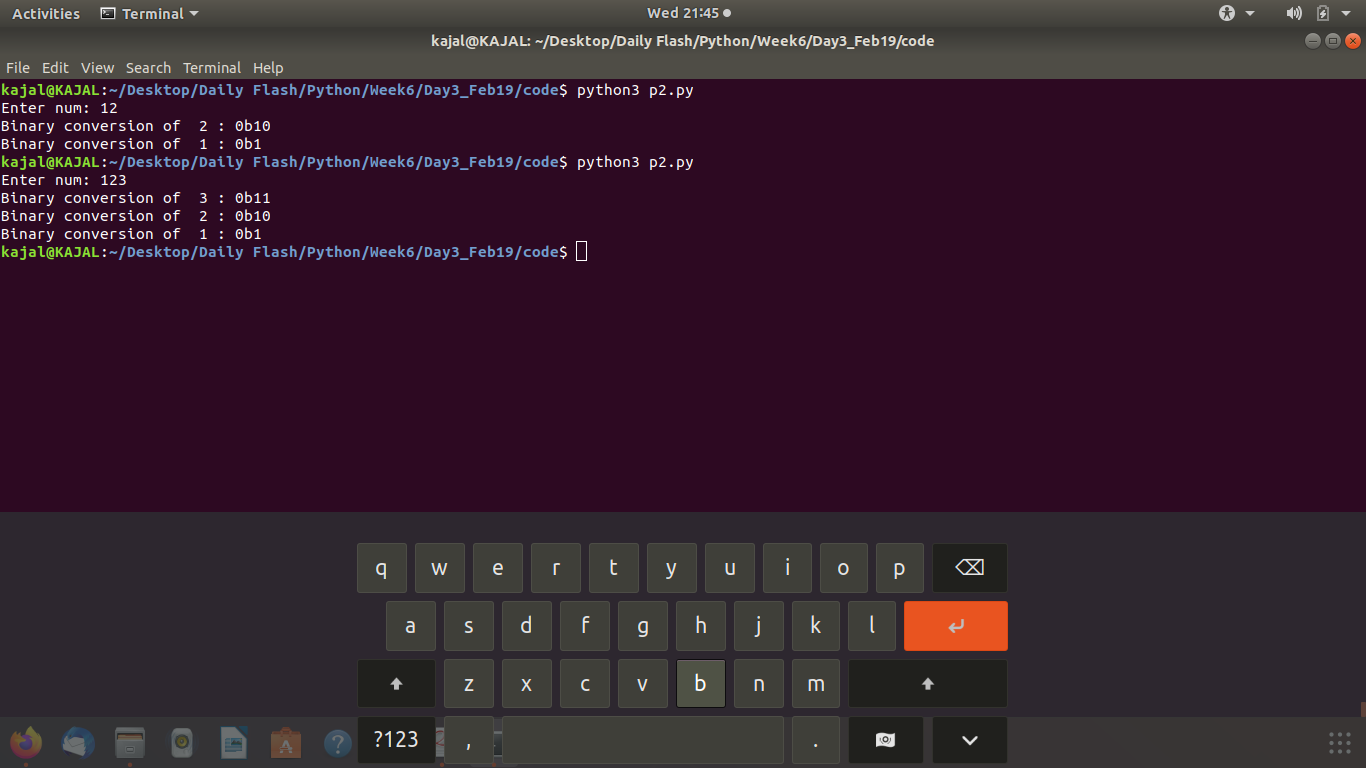 Activities Terminal Wed 21:45
kajal@KAJAL: ~/Desktop/Daily Flash/Python/Week6/Day3_Feb19/code
File Edit View Search Terminal Help
kajal@KAJAL:~/Desktop/Daily Flash/Python/Week6/Day3_Feb19/code$ python3 p2.py
Enter num: 12
Binary conversion of  2 : 0b10
Binary conversion of  1 : 0b1
kajal@KAJAL:~/Desktop/Daily Flash/Python/Week6/Day3_Feb19/code$ python3 p2.py
Enter num: 123
Binary conversion of  3 : 0b11
Binary conversion of  2 : 0b10
Binary conversion of  1 : 0b1
kajal@KAJAL:~/Desktop/Daily Flash/Python/Week6/Day3_Feb19/code$
q w e r t y u i o p
a s d f g h j k l
z x c v b n m
?123 , .